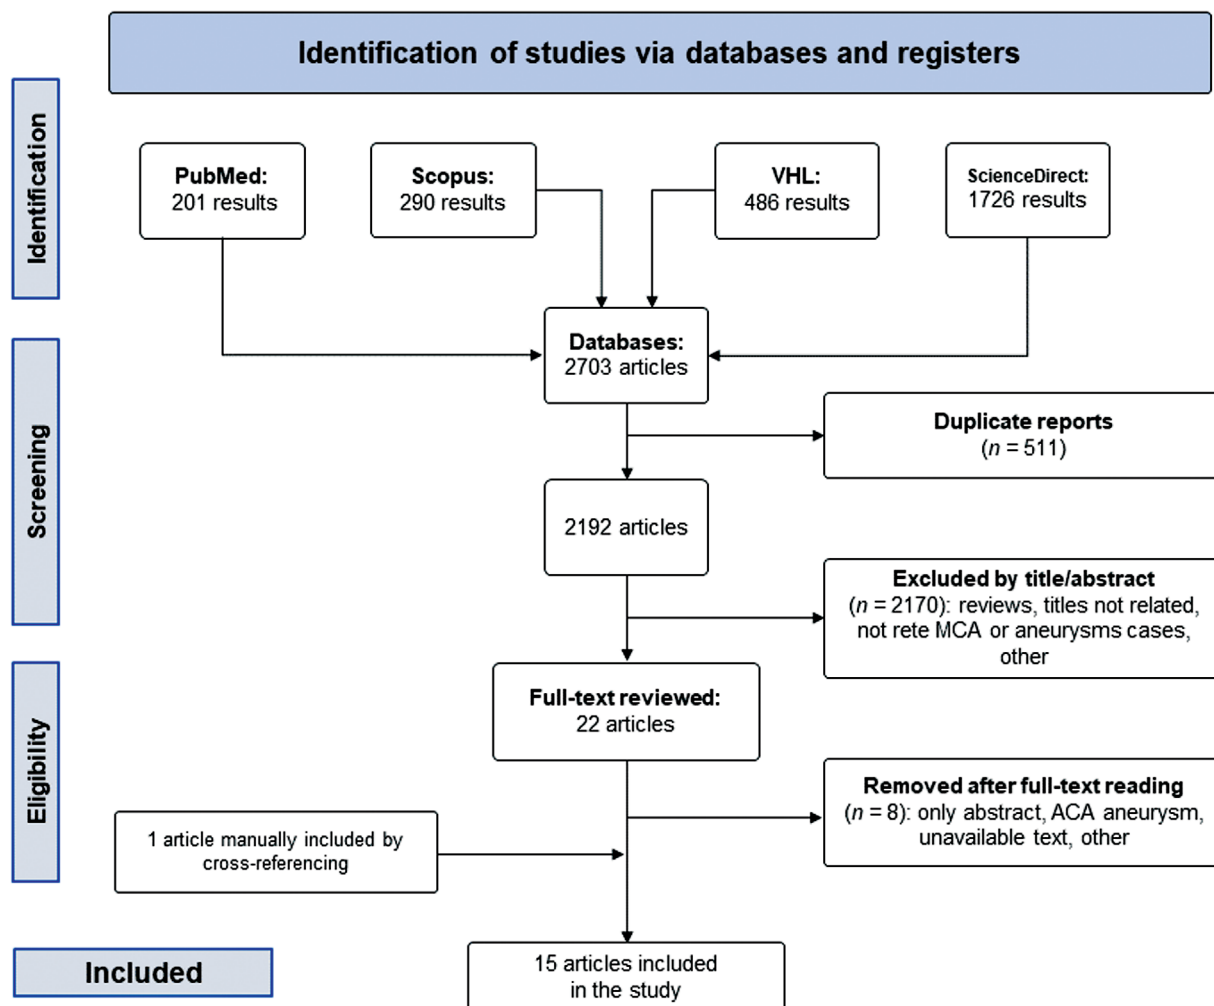 Identification of studies via databases and registers
Identification
PubMed:
201 results
Scopus:
290 results
VHL:
486 results
ScienceDirect:
1726 results
Databases:
2703 articles
Screening
Duplicate reports
(n = 511)
2192 articles
Excluded by title/abstract
(n = 2170): reviews, titles not related,
not rete MCA or aneurysms cases,
other
Eligibility
Full-text reviewed:
22 articles
Removed after full-text reading
(n = 8): only abstract, ACA aneurysm,
unavailable text, other
1 article manually included by
cross-referencing
Included
15 articles included
in the study